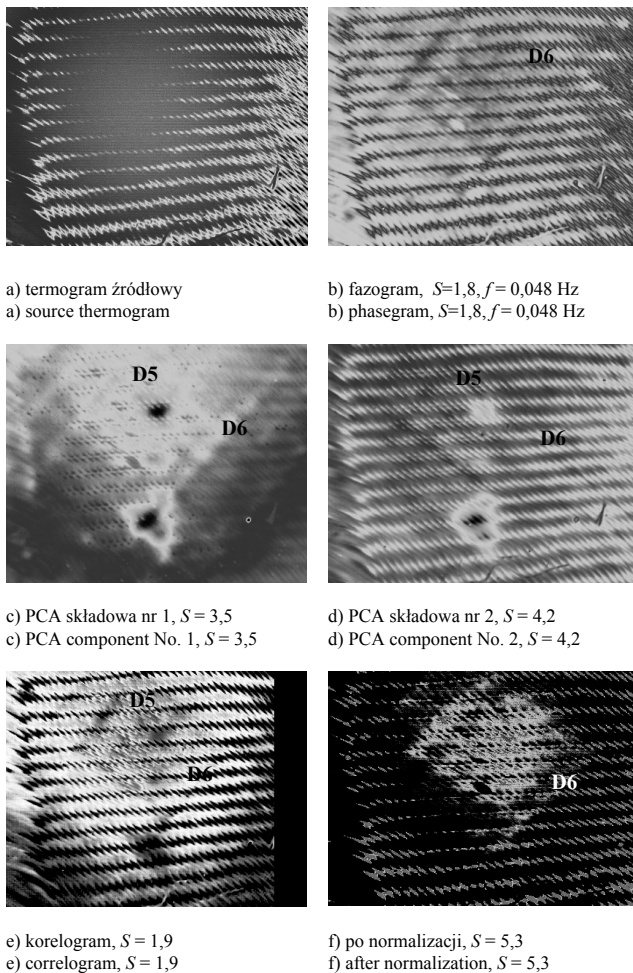 D6
a) termogram źródłowy
a) source thermogram
b) fazogram, S=1,8, f = 0,048 Hz
b) phasegram, S=1,8, f = 0,048 Hz
D5
D6
D5
D6
c) PCA składowa nr 1, S = 3,5
c) PCA component No. 1, S = 3,5
d) PCA składowa nr 2, S = 4,2
d) PCA component No. 2, S = 4,2
D5
D6
D6
e) korelogram, S = 1,9
e) correlogram, S = 1,9
f) po normalizacji, S = 5,3
f) after normalization, S = 5,3